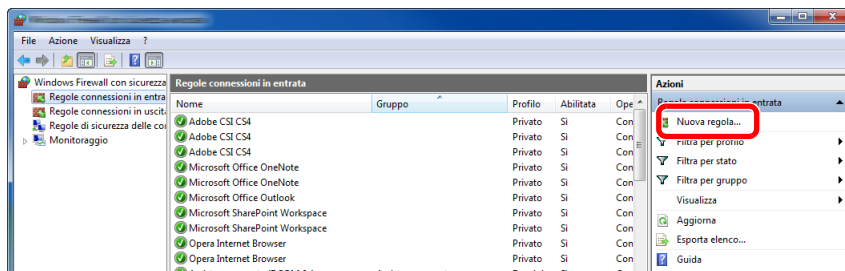 File Azione Visualizza ?
Windows Firewall con sicurezza
Regole connessioni in entra
Regole connessioni in uscit
Regole di sicurezza delle co
Monitoraggio
Regole connessioni in entrata
Nome Gruppo Profilo Abilitata Ope
Adobe CSI CS4 Privato Sì Con
Adobe CSI CS4 Privato Sì Con
Adobe CSI CS4 Privato Sì Con
Microsoft Office OneNote Privato Sì Con
Microsoft Office OneNote Privato Sì Con
Microsoft Office Outlook Privato Sì Con
Microsoft SharePoint Workspace Privato Sì Con
Microsoft SharePoint Workspace Privato Sì Con
Opera Internet Browser Privato Sì Con
Opera Internet Browser Privato Sì Con
Azioni
Regole connessioni in entrata
Nuova regola...
Filtra per profilo
Filtra per stato
Filtra per gruppo
Visualizza
Aggiorna
Esporta elenco...
Guida